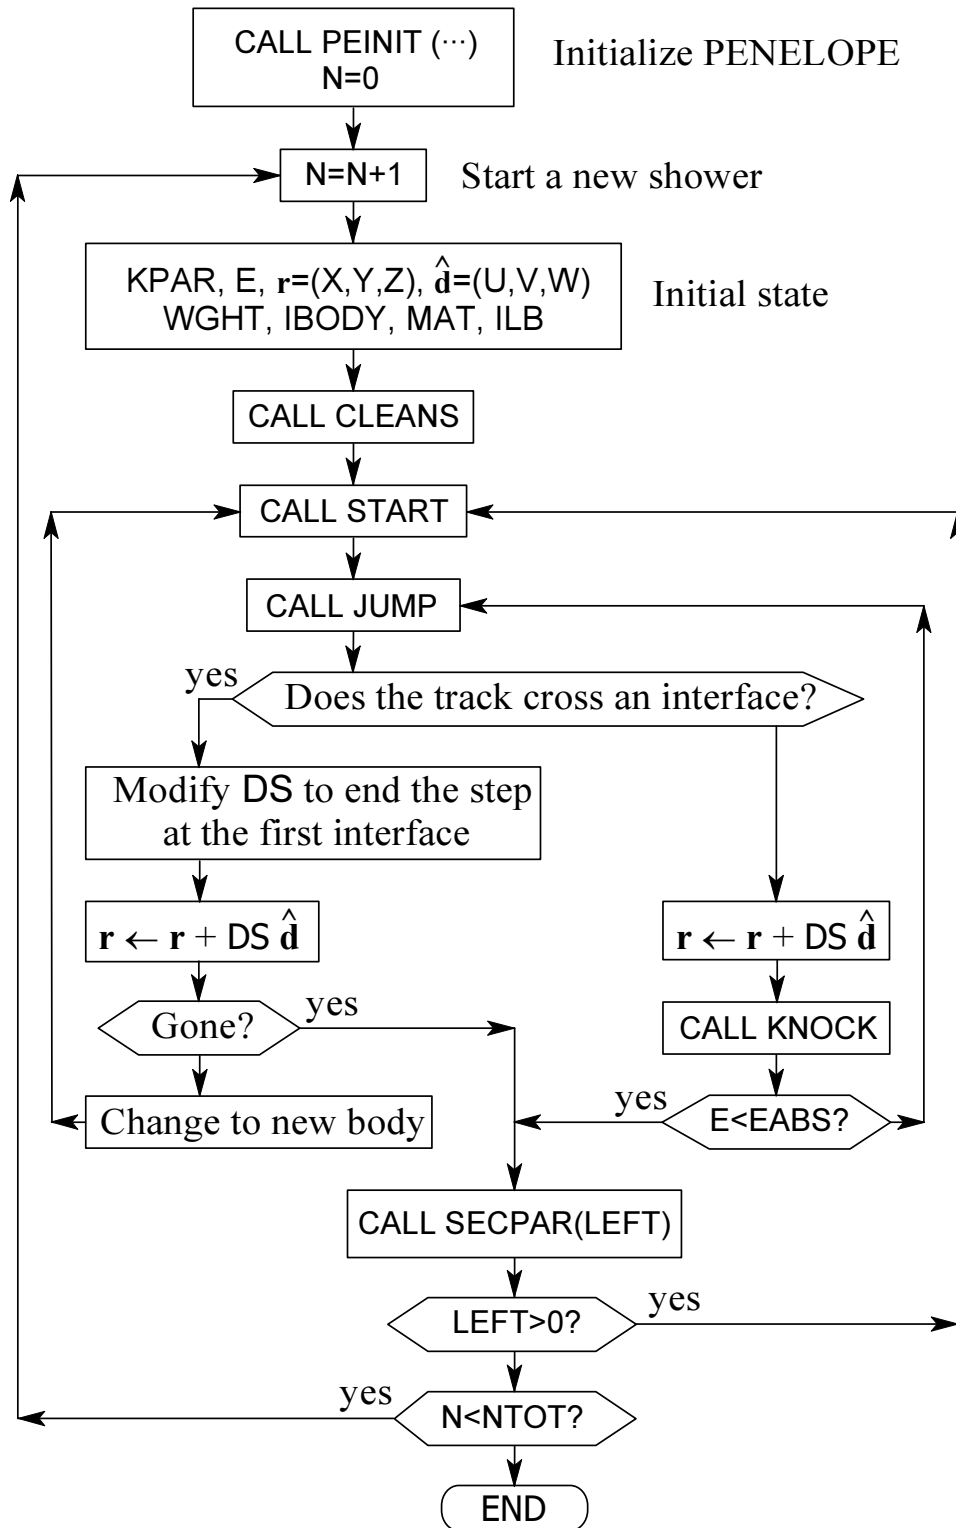 CALL PEINIT (···)
N=0
Initialize PENELOPE
N=N+1
Start a new shower
KPAR, E, r=(X,Y,Z), d̂=(U,V,W)
WGHT, IBODY, MAT, ILB
Initial state
CALL CLEANS
CALL START
CALL JUMP
yes
Does the track cross an interface?
Modify DS to end the step
at the first interface
r ← r + DS d̂
r ← r + DS d̂
Gone?
yes
CALL KNOCK
Change to new body
yes
E<EABS?
CALL SECPAR(LEFT)
LEFT>0?
yes
yes
N<NTOT?
END